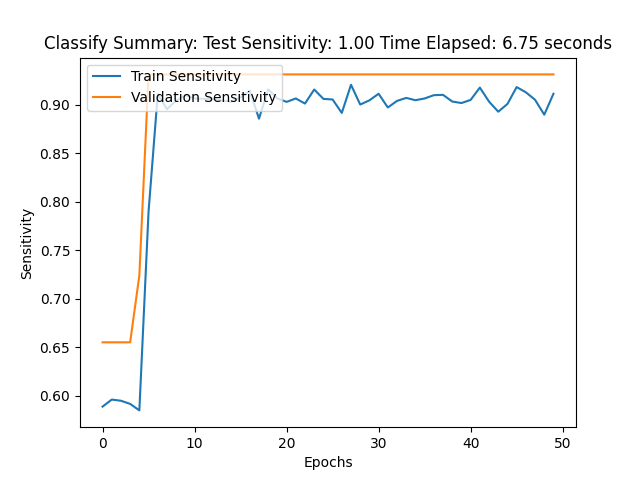 Classify Summary: Test Sensitivity: 1.00 Time Elapsed: 6.75 seconds
Train Sensitivity
Validation Sensitivity
0.90
0.85
0.80
0.75
0.70
0.65
0.60
Sensitivity
0 10 20 30 40 50
Epochs